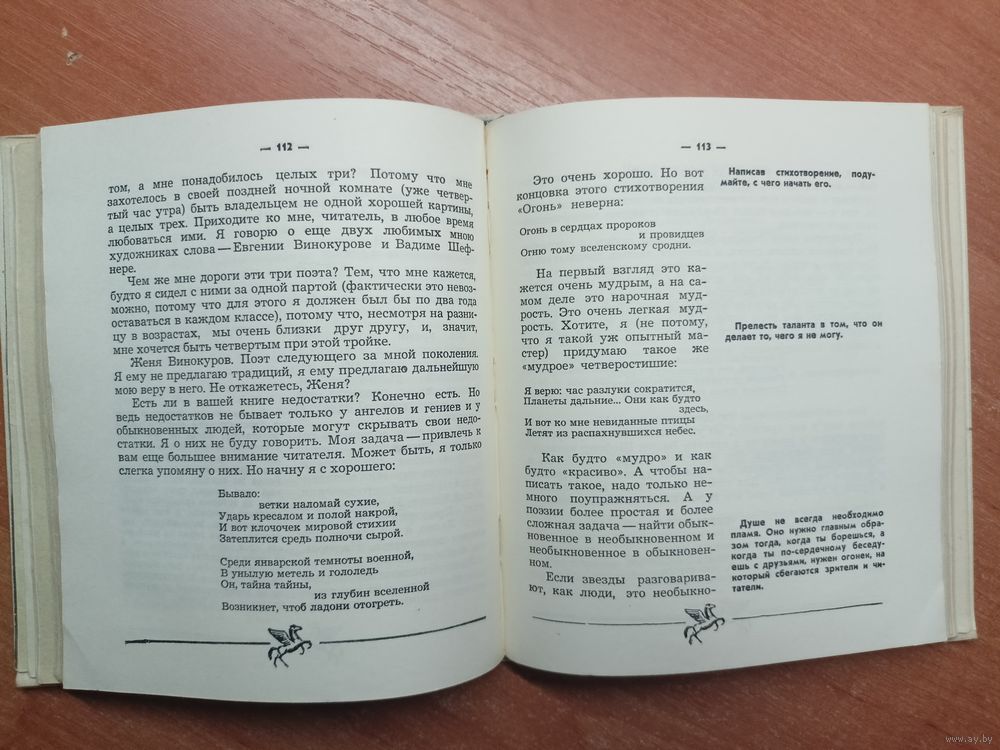 — 112 —
том, а мне понадобилось целых три? Потому что мне
захотелось в своей поздней ночной комнате (уже четвер-
тый час утра) быть владельцем не одной хорошей картины,
а целых трех. Приходите ко мне, читатель, в любое время
любоваться ими. Я говорю о еще двух любимых мною
художниках слова — Евгении Винокурове и Вадиме Шеф-
нере.
Чем же мне дороги эти три поэта? Тем, что мне кажется,
будто я сидел с ними за одной партой (фактически это невоз-
можно, потому что для этого я должен был бы по два года
оставаться в каждом классе), потому что, несмотря на разни-
цу в возрастах, мы очень близки друг другу, и, значит,
мне хочется быть четвертым при этой тройке.
Женя Винокуров. Поэт следующего за мной поколения.
Я ему не предлагаю традиций, я ему предлагаю дальнейшую
мою веру в него. Не откажетесь, Женя?
Есть ли в вашей книге недостатки? Конечно есть. Но
ведь недостатков не бывает только у ангелов и гениев и у
обыкновенных людей, которые могут скрывать свои недо-
статки. Я о них не буду говорить. Моя задача — привлечь к
вам еще большее внимание читателя. Может быть, я только
слегка упомяну о них. Но начну я с хорошего:
Бывало:
ветки наломай сухие,
Ударь кресалом и полой накрой,
И вот клочочек мировой стихии
Затеплится средь полночи сырой.
Среди январской темноты военной,
В унылую метель и гололедь
Он, тайна тайны,
из глубин вселенной
Возникнет, чтоб ладони отогреть.
— 113 —
Это очень хорошо. Но вот
концовка этого стихотворения
«Огонь» неверна:
Огонь в сердцах пророков
и провидцев
Огню тому вселенскому сродни.
На первый взгляд это ка-
жется очень мудрым, а на са-
мом деле это нарочная муд-
рость. Это очень легкая муд-
рость. Хотите, я (не потому,
что я такой уж опытный ма-
стер) придумаю такое же
«мудрое» четверостишие:
Я верю: час разлуки сократится,
Планеты дальние... Они как будто
здесь,
И вот ко мне невиданные птицы
Летят из распахнувшихся небес.
Как будто «мудро» и как
будто «красиво». А чтобы на-
писать такое, надо только не-
много поупражняться. А у
поэзии более простая и более
сложная задача — найти обык-
новенное в необыкновенном и
необыкновенное в обыкновен-
ном.
Если звезды разговарива-
ют, как люди, это необыкно-
Написав стихотворение, поду-
майте, с чего начать его.
Прелесть таланта в том, что он
делает то, чего я не могу.
Душе не всегда необходимо
пламя. Оно нужно главным обра-
зом тогда, когда ты борешься, а
когда ты по-сердечному беседу-
ешь с друзьями, нужен огонек, на
который сбегаются зрители и чи-
татели.
www.ay.by